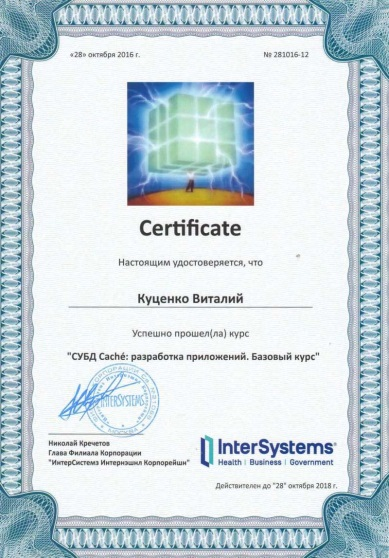 «28» октября 2016 г. № 281016-12
Certificate
Настоящим удостоверяется, что
Куценко Виталий
Успешно прошел(ла) курс
"СУБД Caché: разработка приложений. Базовый курс"
INTERSYSTEMS
Николай Кречетов
Глава Филиала Корпорации
"ИнтерСистемз Интернэшнл Корпорейшн"
InterSystems®
Health | Business | Government
Действителен до "28" октября 2018 г.